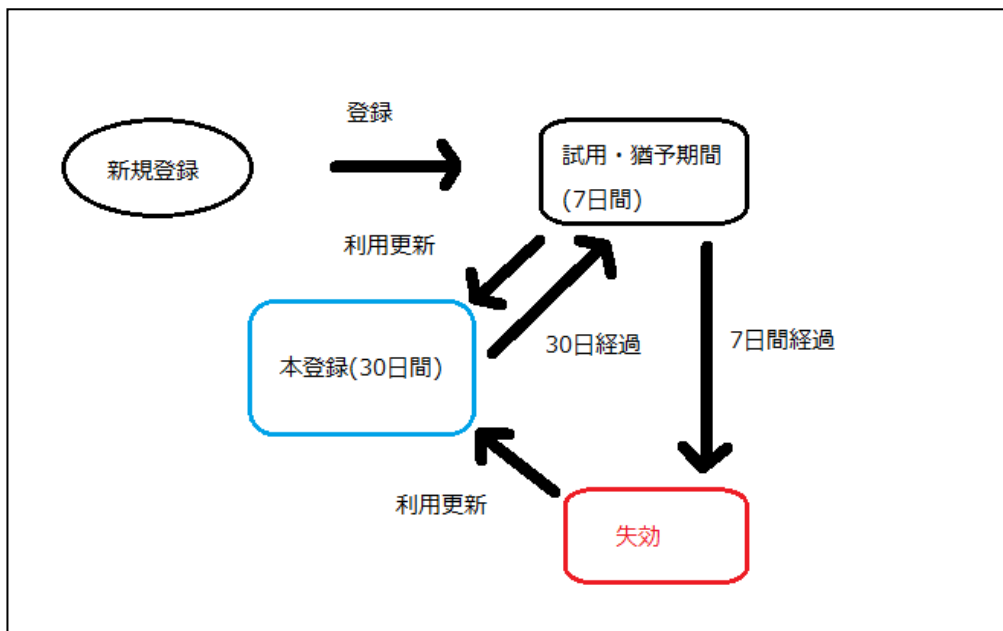 登録
新規登録
試用・猶予期間
(7日間)
利用更新
30日経過
7日間経過
本登録(30日間)
利用更新
失効